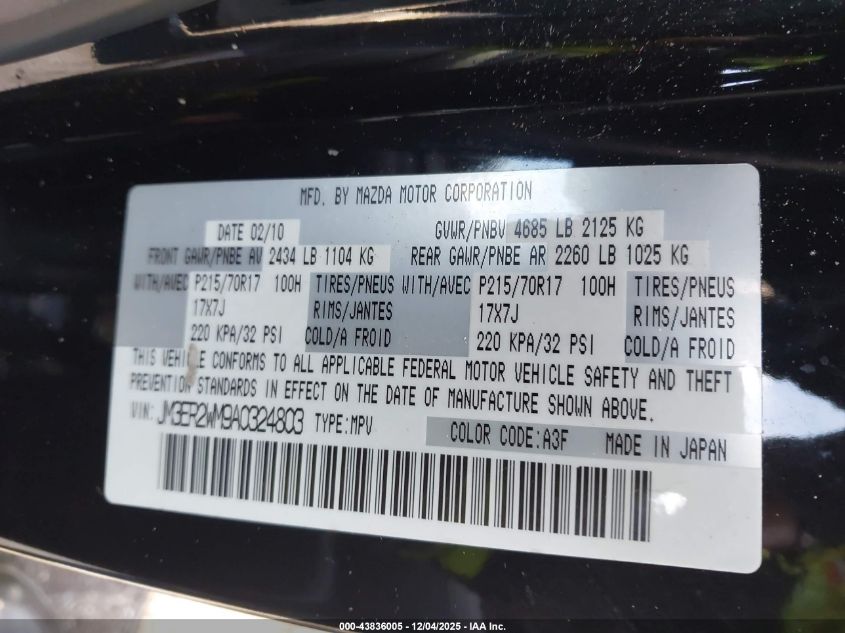 MFD. BY MAZDA MOTOR CORPORATION
DATE 02/10 GVWR/PNBV 4685 LB 2125 KG
FRONT GAWR/PNBE AV 2434 LB 1104 KG REAR GAWR/PNBE AR 2260 LB 1025 KG
WITH/AVEC P215/70R17 100H TIRES/PNEUS WITH/AVEC P215/70R17 100H TIRES/PNEUS
17X7J RIMS/JANTES 17X7J RIMS/JANTES
220 KPA/32 PSI COLD/A FROID 220 KPA/32 PSI COLD/A FROID
THIS VEHICLE CONFORMS TO ALL APPLICABLE FEDERAL MOTOR VEHICLE SAFETY AND THEFT
PREVENTION STANDARDS IN EFFECT ON THE DATE OF MANUFACTURE SHOWN ABOVE.
VIN: JM3ER2WM9A0324803 TYPE:MPV COLOR CODE:A3F MADE IN JAPAN
000-43836005 - 12/04/2025 - IAA Inc.